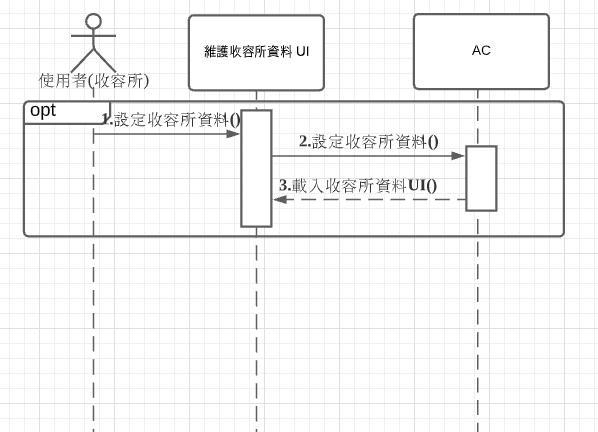 維護收容所資料 UI
AC
使用者(收容所)
opt
1.設定收容所資料()
2.設定收容所資料()
3.載入收容所資料UI()